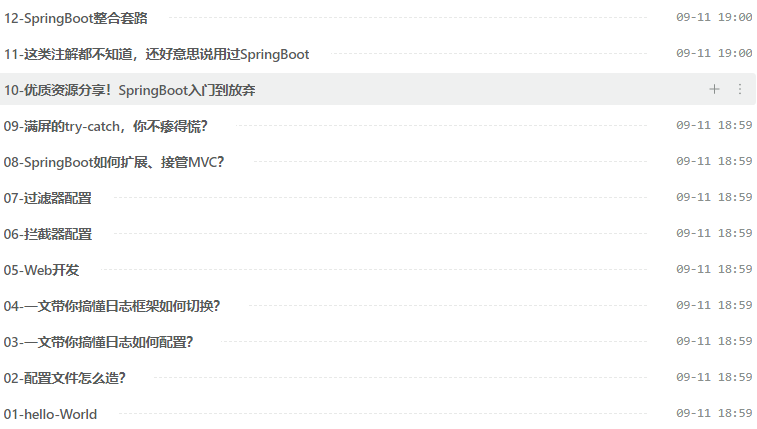 12-SpringBoot整合套路 09-11 19:00
11-这类注解都不知道，还好意思说用过SpringBoot 09-11 19:00
10-优质资源分享！SpringBoot入门到放弃
09-满屏的try-catch，你不瘆得慌？ 09-11 18:59
08-SpringBoot如何扩展、接管MVC？ 09-11 18:59
07-过滤器配置 09-11 18:59
06-拦截器配置 09-11 18:59
05-Web开发 09-11 18:59
04-一文带你搞懂日志框架如何切换？ 09-11 18:59
03-一文带你搞懂日志如何配置？ 09-11 18:59
02-配置文件怎么造？ 09-11 18:59
01-hello-World 09-11 18:59